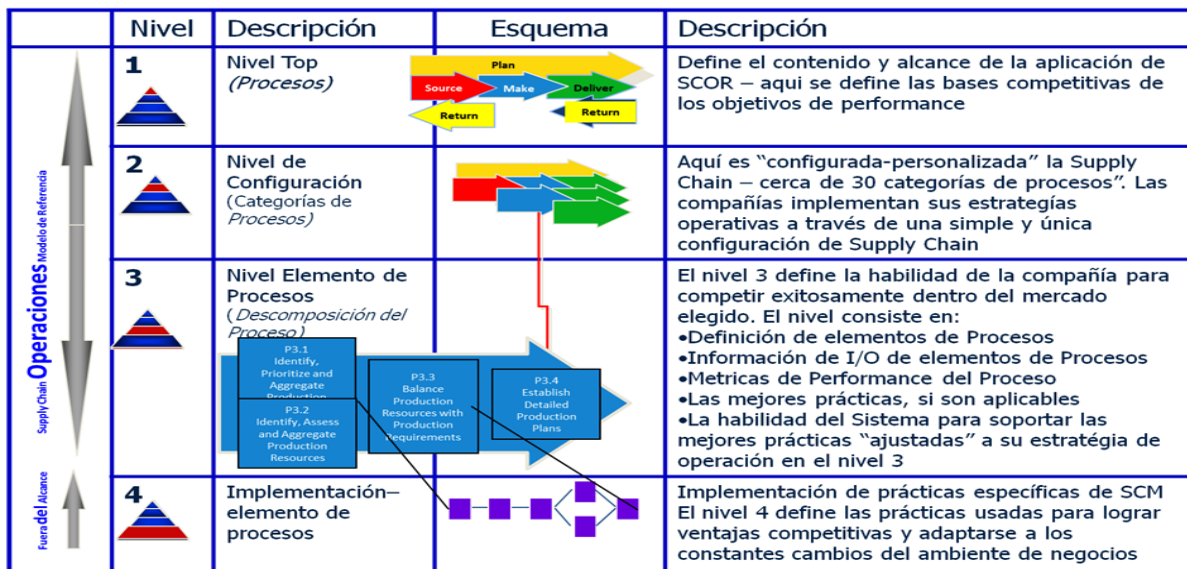 Nivel
Descripción
Esquema
Descripción
1
Nivel Top
(Procesos)
Plan
Source
Make
Deliver
Return
Return
Define el contenido y alcance de la aplicación de
SCOR – aqui se define las bases competitivas de
los objetivos de performance
2
Nivel de
Configuración
(Categorías de
Procesos)
Aquí es “configurada-personalizada” la Supply
Chain – cerca de 30 categorías de procesos”. Las
compañías implementan sus estrategías
operativas a través de una simple y única
configuración de Supply Chain
3
Nivel Elemento de
Procesos
(Descomposición del
Proceso)
P3.1
Identify,
Prioritize and
Aggregate
Production
P3.2
Identify, Assess
and Aggregate
Production
Resources
P3.3
Balance
Production
Resources with
Production
Requirements
P3.4
Establish
Detailed
Production
Plans
El nivel 3 define la habilidad de la compañía para
competir exitosamente dentro del mercado
elegido. El nivel consiste en:
•Definición de elementos de Procesos
•Información de I/O de elementos de Procesos
•Metricas de Performance del Proceso
•Las mejores prácticas, si son aplicables
•La habilidad del Sistema para soportar las
mejores prácticas “ajustadas” a su estratégia de
operación en el nivel 3
4
Implementación–
elemento de
procesos
Implementación de prácticas específicas de SCM
El nivel 4 define las prácticas usadas para lograr
ventajas competitivas y adaptarse a los
constantes cambios del ambiente de negocios
Supply Chain Operaciones Modelo de Referencia
Fuera del Alcance